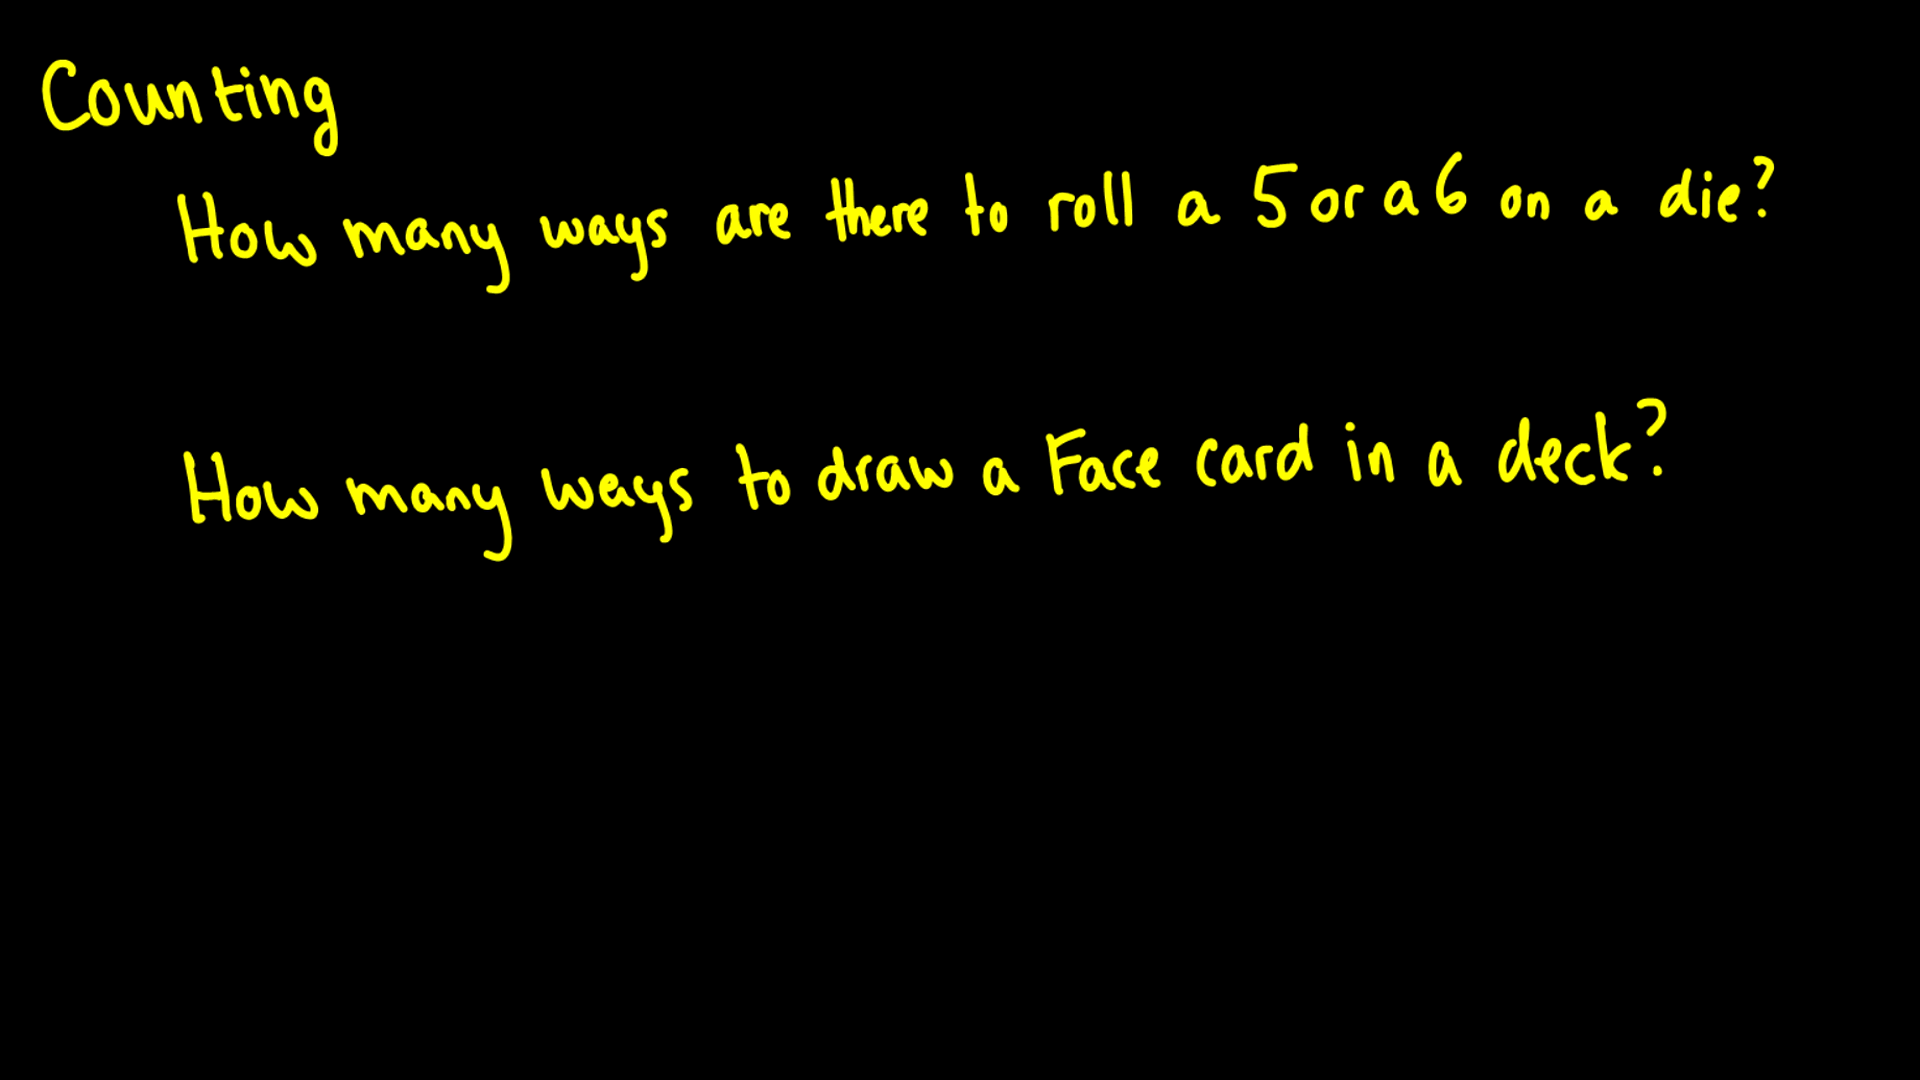 Counting
How many ways are there to roll a 5 or a 6 on a die?
How many ways to draw a Face card in a deck?